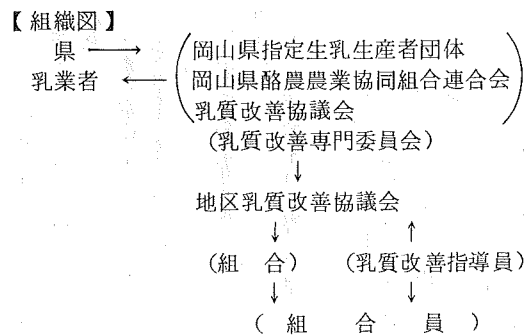 【組織図】
県 → 岡山県指定生乳生産者団体
乳業者 ← 岡山県酪農農業協同組合連合会
乳質改善協議会
(乳質改善専門委員会)
↓
地区乳質改善協議会
↓ ↑
(組 合) (乳質改善指導員)
↓ ↓
( 組 合 員 )